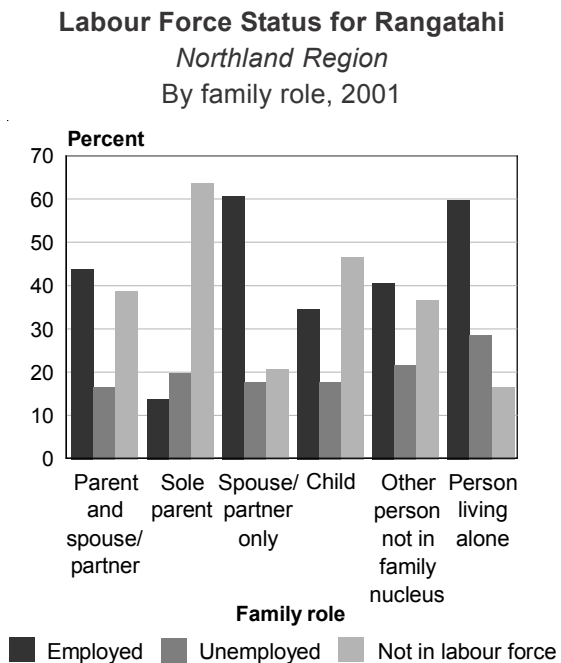 Labour Force Status for Rangatahi
Northland Region
By family role, 2001
Percent
70
60
50
40
30
20
10
0
Parent and spouse/ partner
Sole parent
Spouse/ partner only
Child
Other person not in family nucleus
Person living alone
Family role
Employed
Unemployed
Not in labour force